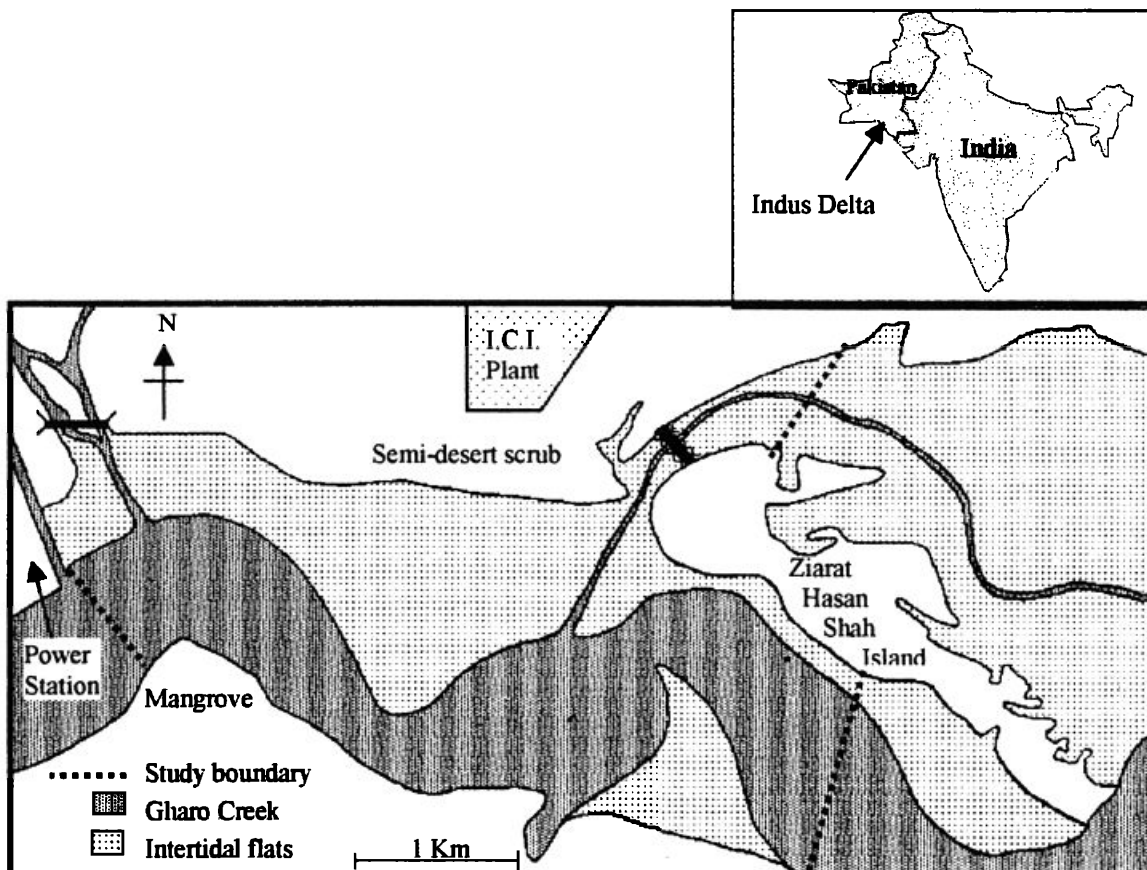 Pakistan
India
Indus Delta
N
I.C.I.
Plant
Semi-desert scrub
Ziarat
Hasan
Shah
Island
Power
Station
Mangrove
Study boundary
Gharo Creek
Intertidal flats
1 Km